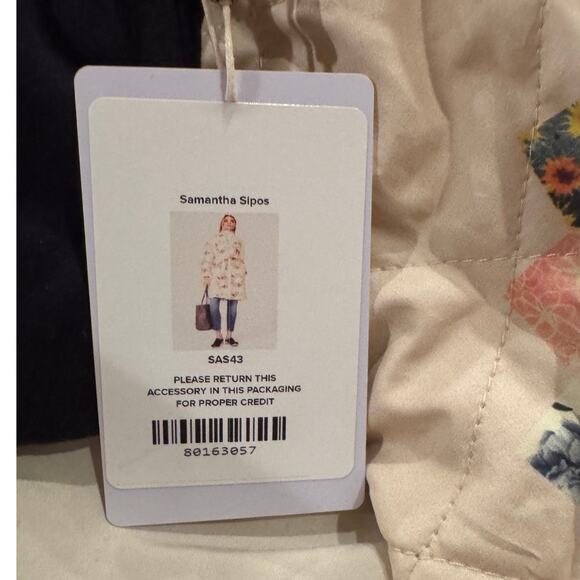 Samantha Sipos
SAS43
PLEASE RETURN THIS
ACCESSORY IN THIS PACKAGING
FOR PROPER CREDIT
80163057